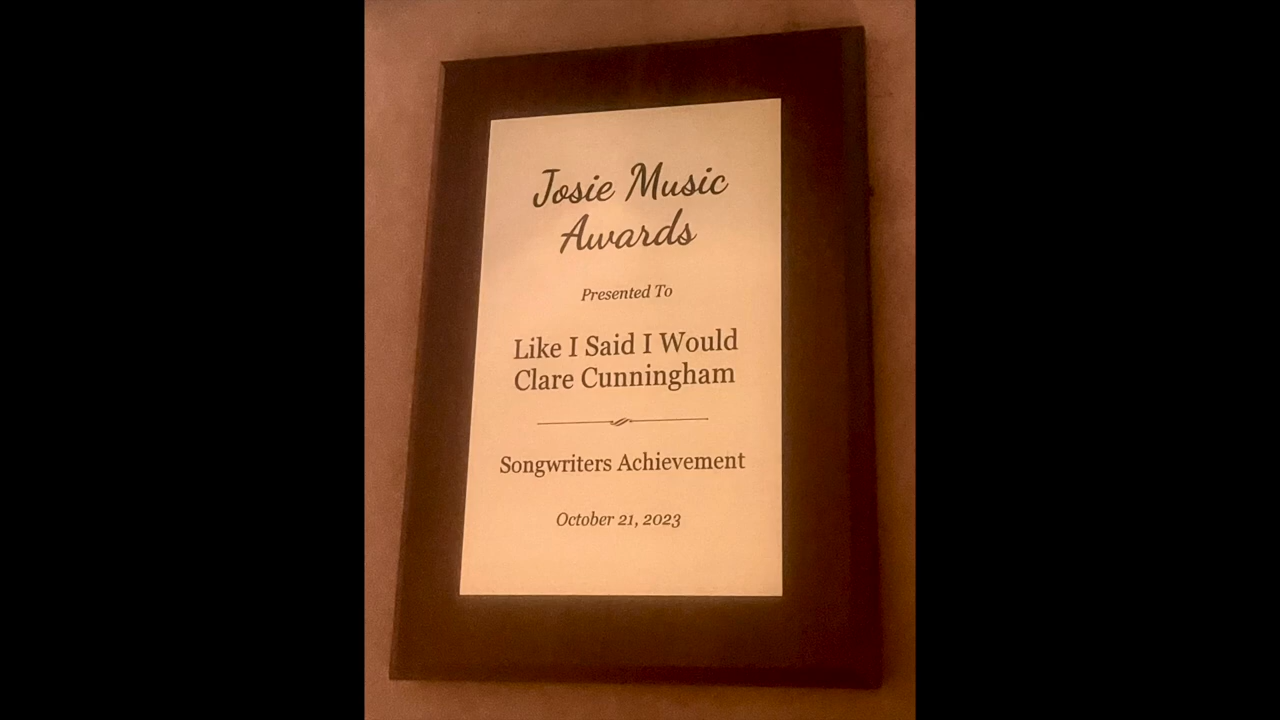 Josie Music
Awards
Presented To
Like I Said I Would
Clare Cunningham
Songwriters Achievement
October 21, 2023